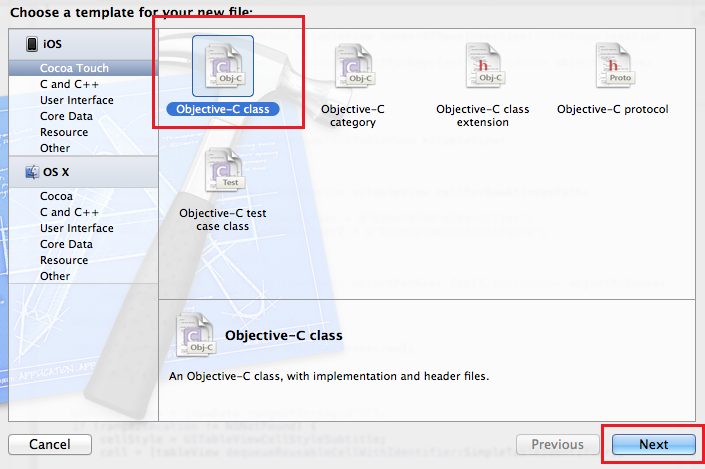 Choose a template for your new file:
iOS
Cocoa Touch
C and C++
User Interface
Core Data
Resource
Other
OS X
Cocoa
C and C++
User Interface
Core Data
Resource
Other
C
Obj-C
Objective-C class
C
Obj-C
Objective-C
category
h
Obj-C
Objective-C class
extension
h
Proto
Objective-C protocol
C
Test
Objective-C test
case class
C
Obj-C
Objective-C class
An Objective-C class, with implementation and header files.
Cancel
Previous
Next